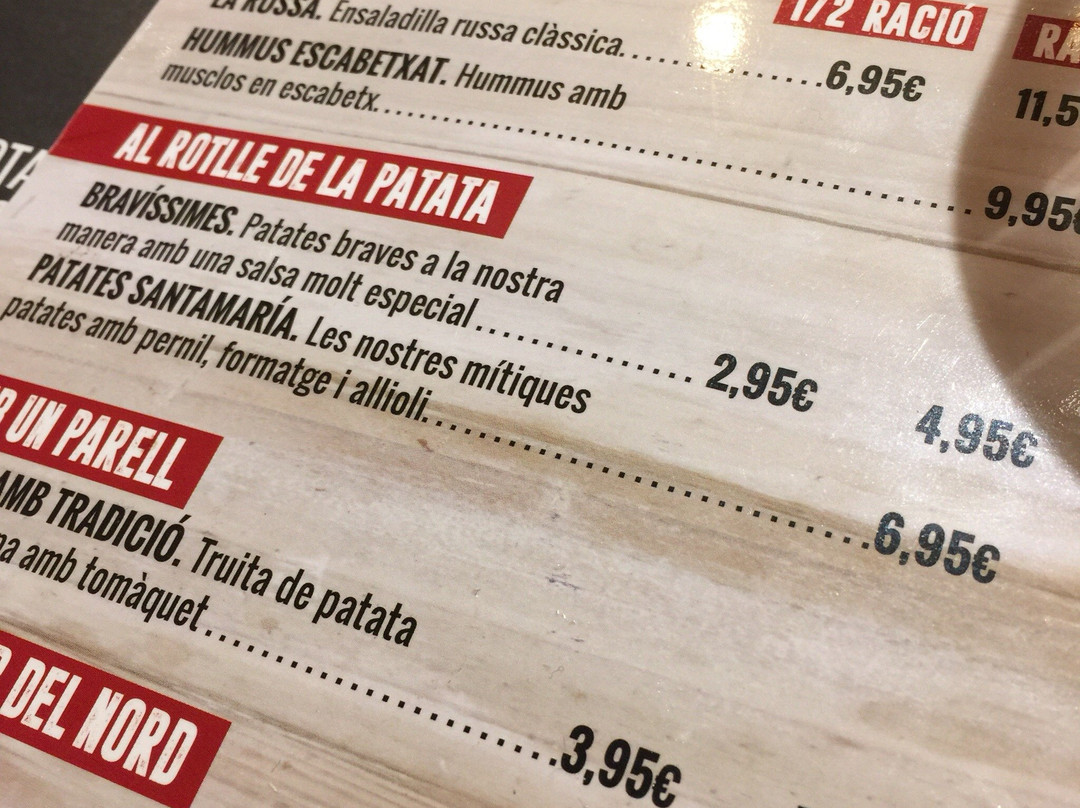 1/2 RACIÓ
LA RUSSA. Ensaladilla russa clàssica.......................6,95€ 11,5
HUMMUS ESCABETXAT. Hummus amb
musclos en escabetx.......................9,95€
AL ROTLLE DE LA PATATA
BRAVÍSSIMES. Patates braves a la nostra
manera amb una salsa molt especial.......................2,95€ 4,95€
PATATES SANTAMARÍA. Les nostres mítiques
patates amb pernil, formatge i allioli.......................6,95€
UN PARELL
AMB TRADICIÓ. Truita de patata
amb tomàquet.......................3,95€
DEL NORD